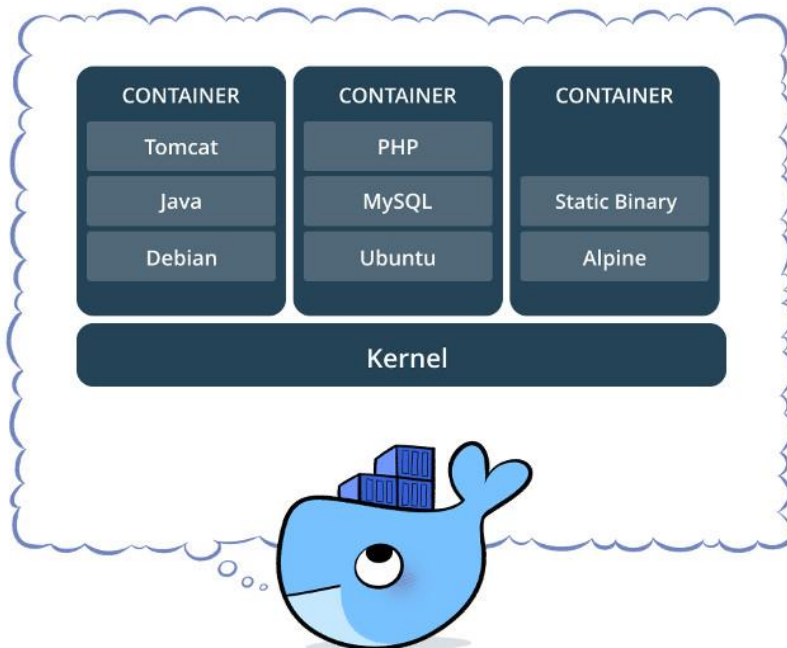 CONTAINER
Tomcat
Java
Debian
CONTAINER
PHP
MySQL
Ubuntu
CONTAINER
Static Binary
Alpine
Kernel